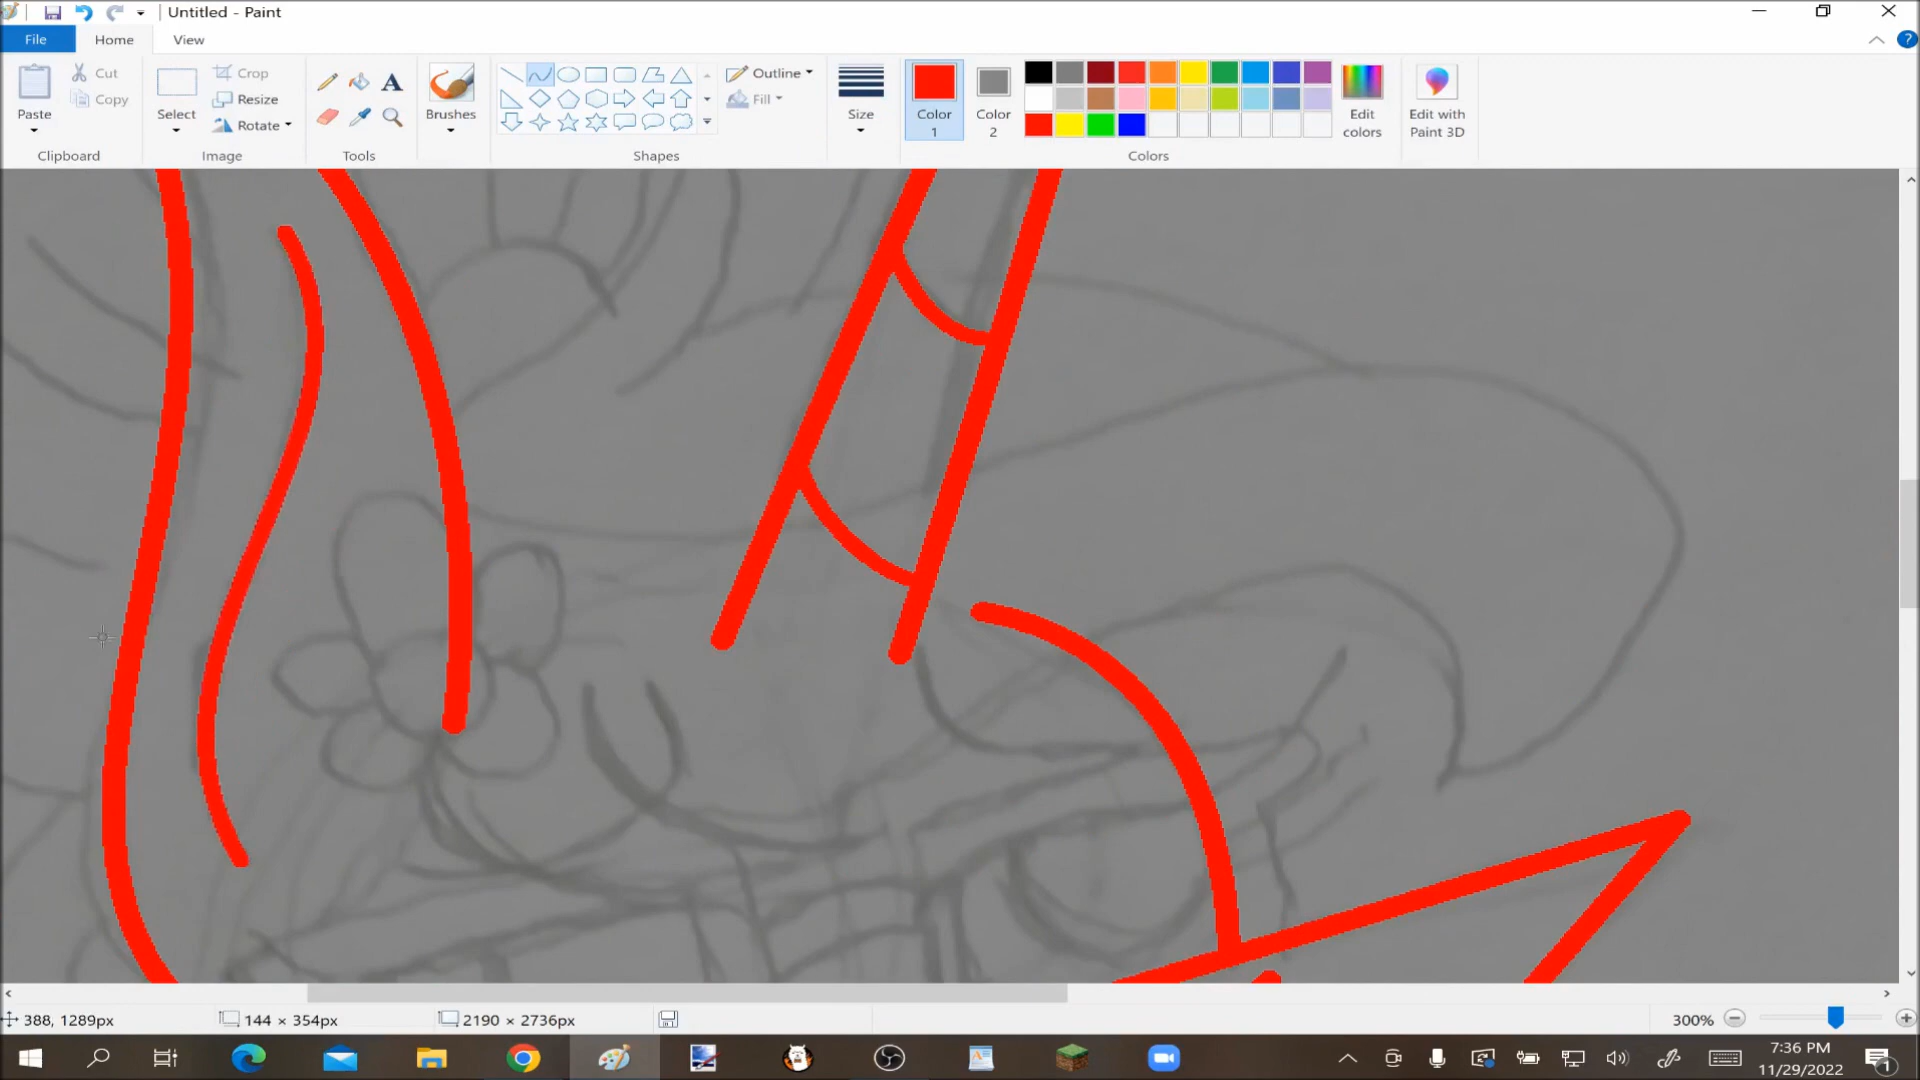 Untitled - Paint
File Home View
Paste Cut Copy Clipboard
Select Crop Resize Rotate Image
Tools
Brushes
Shapes Outline Fill
Size
Color 1
Color 2
Edit colors
Colors
Edit with Paint 3D
388, 1289px 144 × 354px 2190 × 2736px 300%
7:36 PM
11/29/2022
1